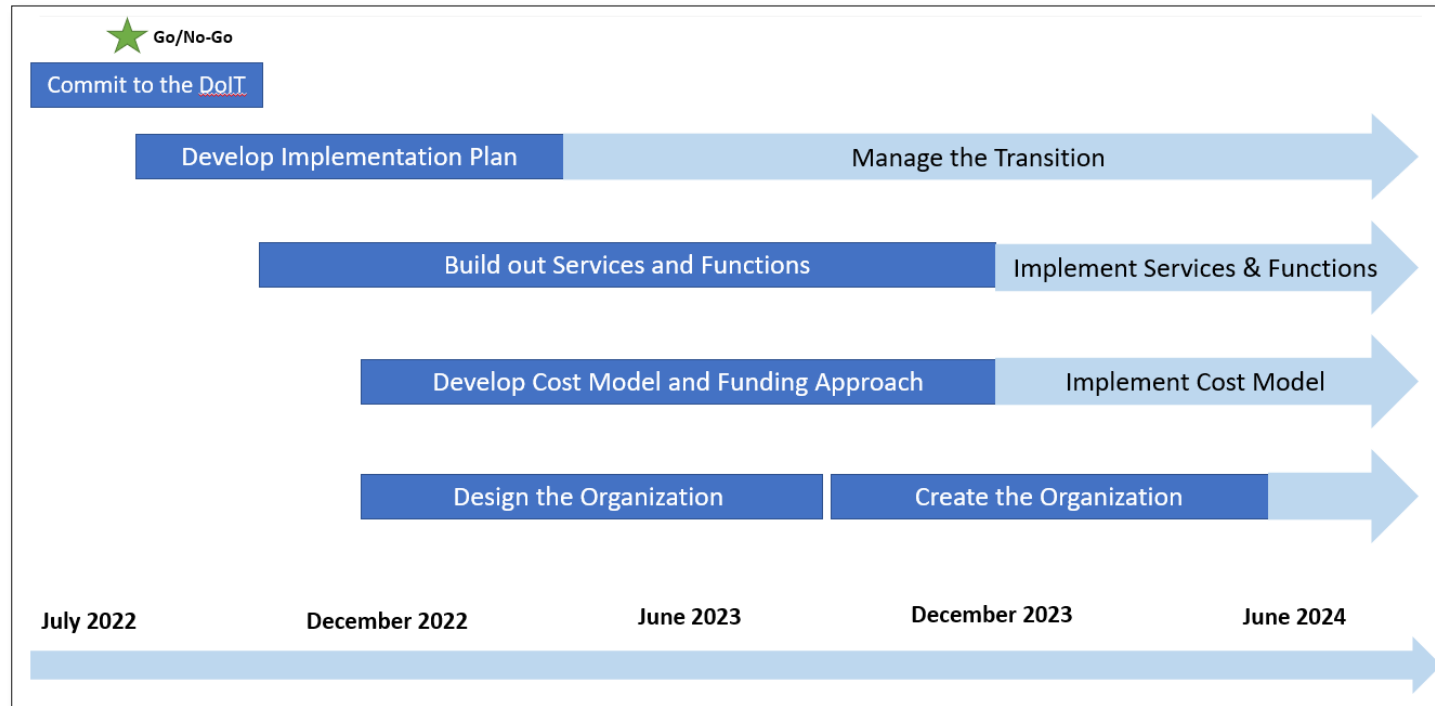 Go/No-Go
Commit to the DoIT
Develop Implementation Plan
Manage the Transition
Build out Services and Functions
Implement Services & Functions
Develop Cost Model and Funding Approach
Implement Cost Model
Design the Organization
Create the Organization
July 2022
December 2022
June 2023
December 2023
June 2024